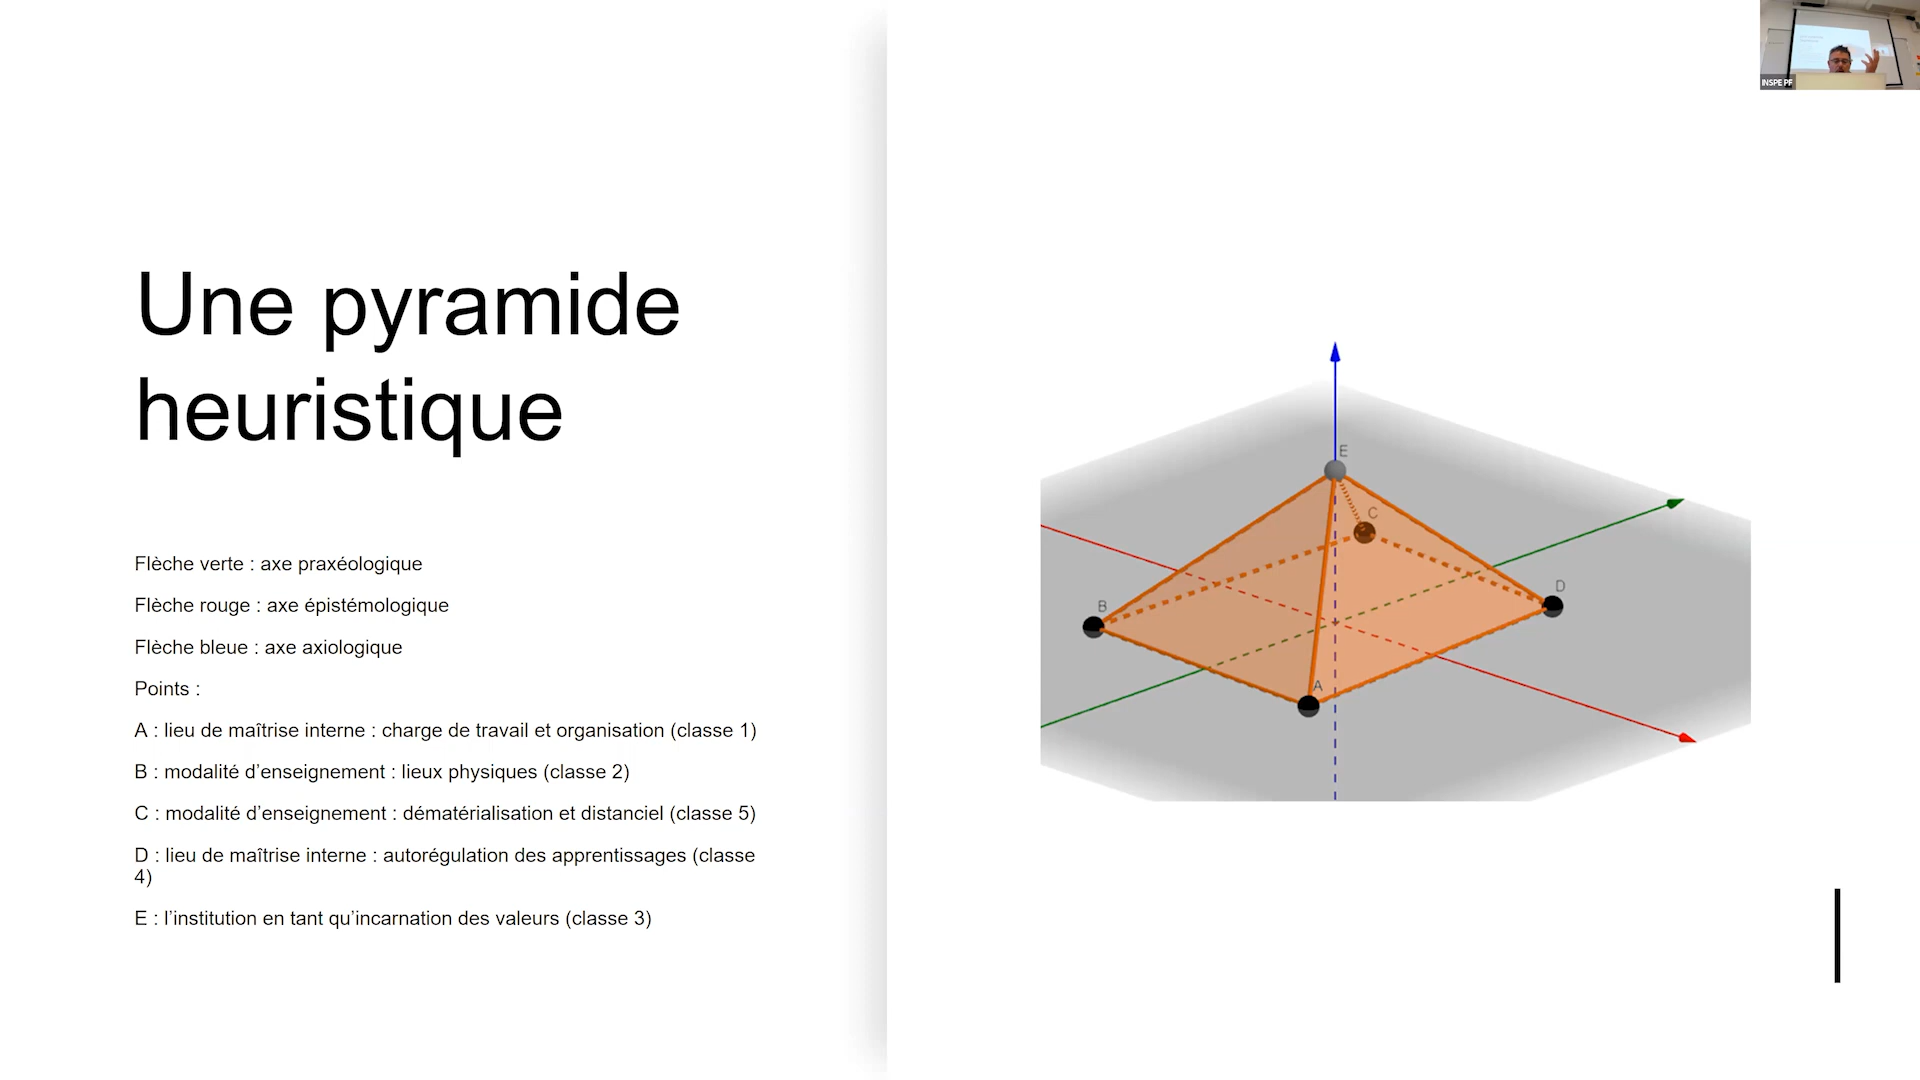 Une pyramide
heuristique
Flèche verte : axe praxéologique
Flèche rouge : axe épistémologique
Flèche bleue : axe axiologique
Points :
A : lieu de maîtrise interne : charge de travail et organisation (classe 1)
B : modalité d’enseignement : lieux physiques (classe 2)
C : modalité d’enseignement : dématérialisation et distanciel (classe 5)
D : lieu de maîtrise interne : autorégulation des apprentissages (classe
4)
E : l’institution en tant qu’incarnation des valeurs (classe 3)
E
C
D
B
A
INSPE PF